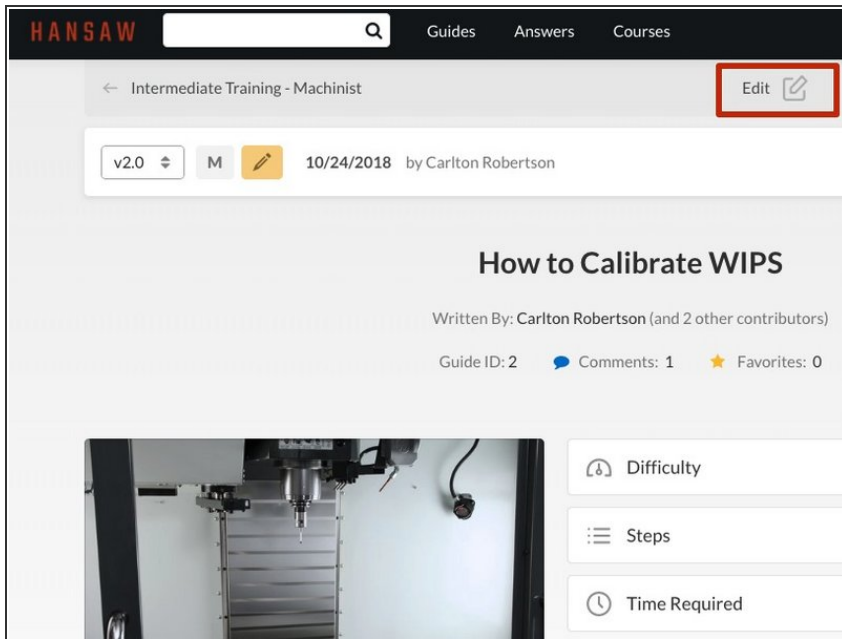 HANSAW Guides Answers Courses
← Intermediate Training - Machinist Edit
v2.0 M 10/24/2018 by Carlton Robertson
How to Calibrate WIPS
Written By: Carlton Robertson (and 2 other contributors)
Guide ID: 2 Comments: 1 Favorites: 0
Difficulty
Steps
Time Required